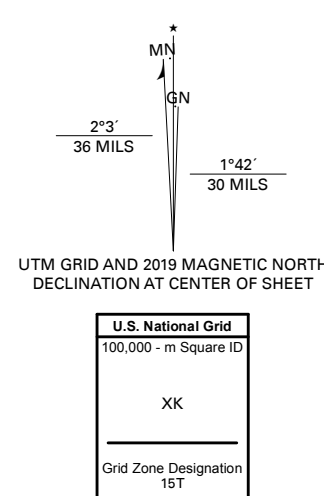 MN
GN
2°3´
36 MILS
1°42´
30 MILS
UTM GRID AND 2019 MAGNETIC NORTH
DECLINATION AT CENTER OF SHEET
U.S. National Grid
100,000 - m Square ID
XK
Grid Zone Designation
15T